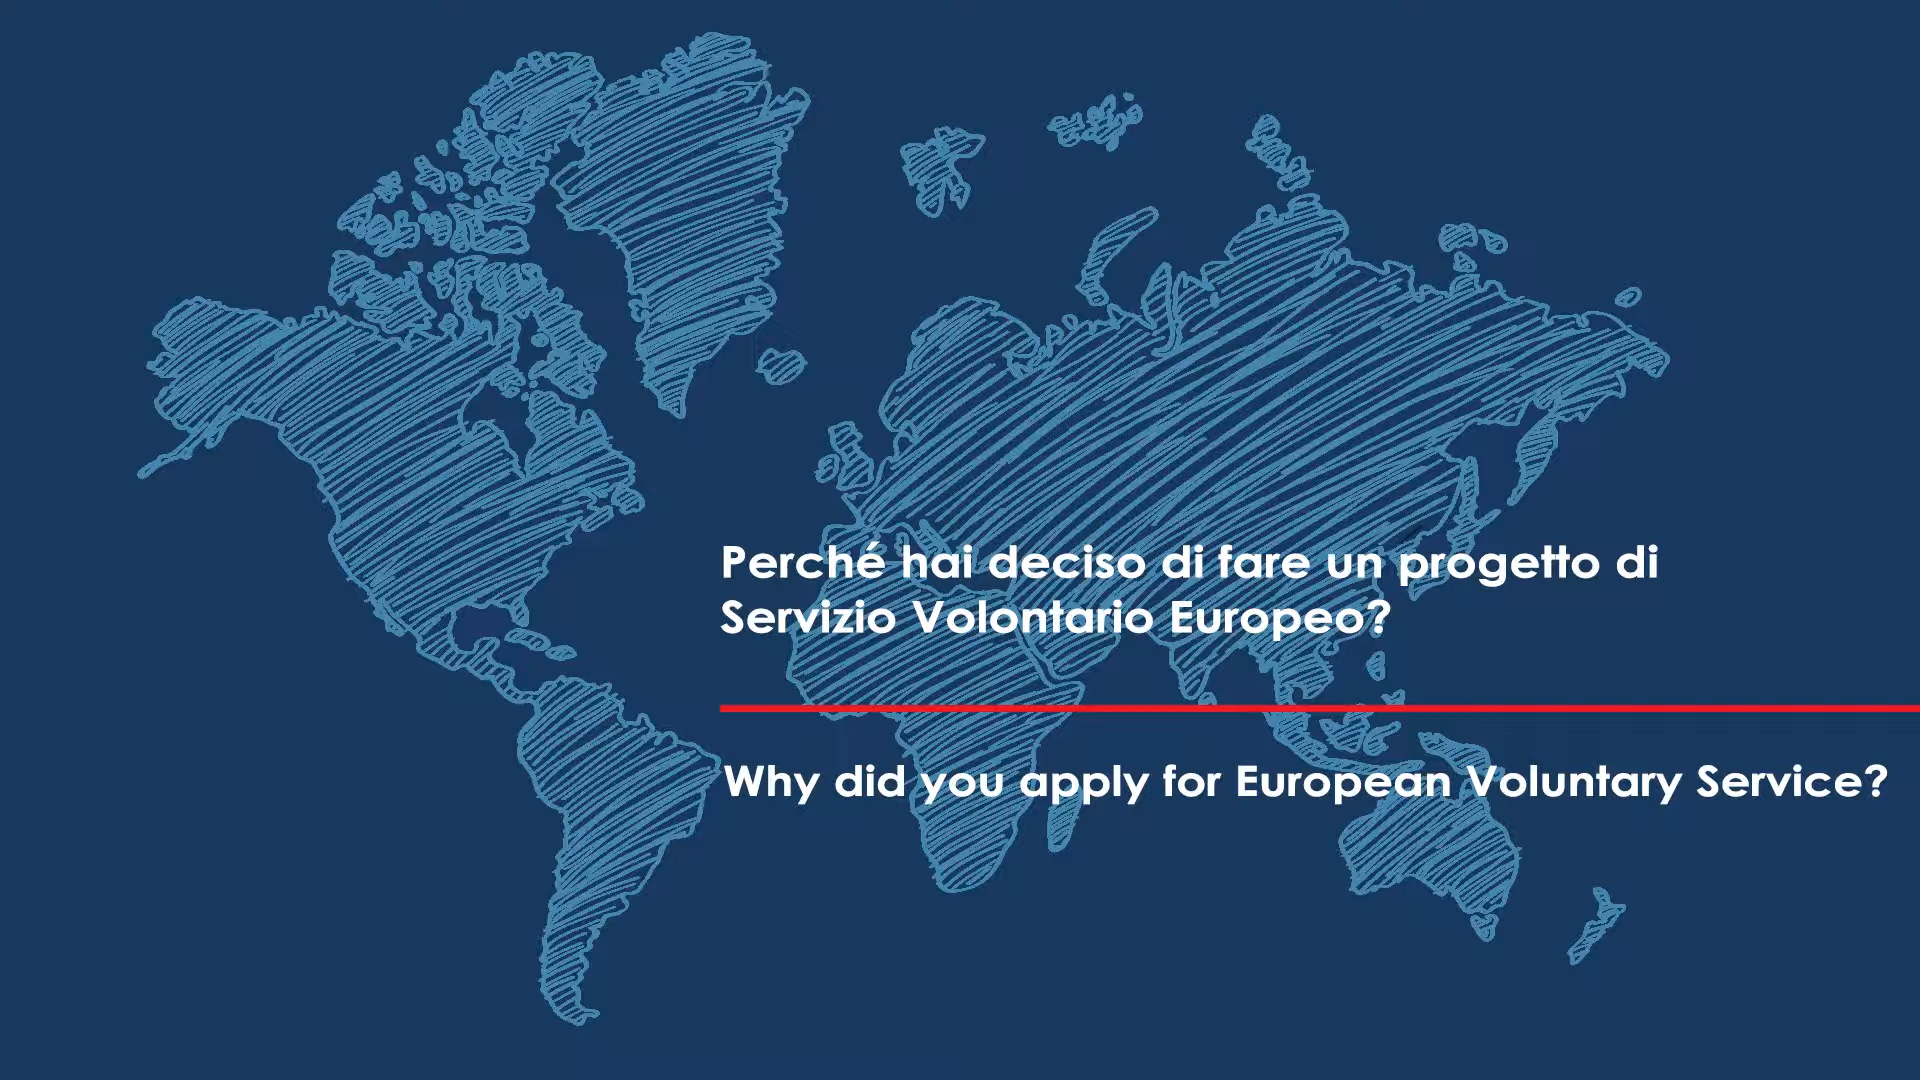 Perché hai deciso di fare un progetto di
Servizio Volontario Europeo?
Why did you apply for European Voluntary Service?